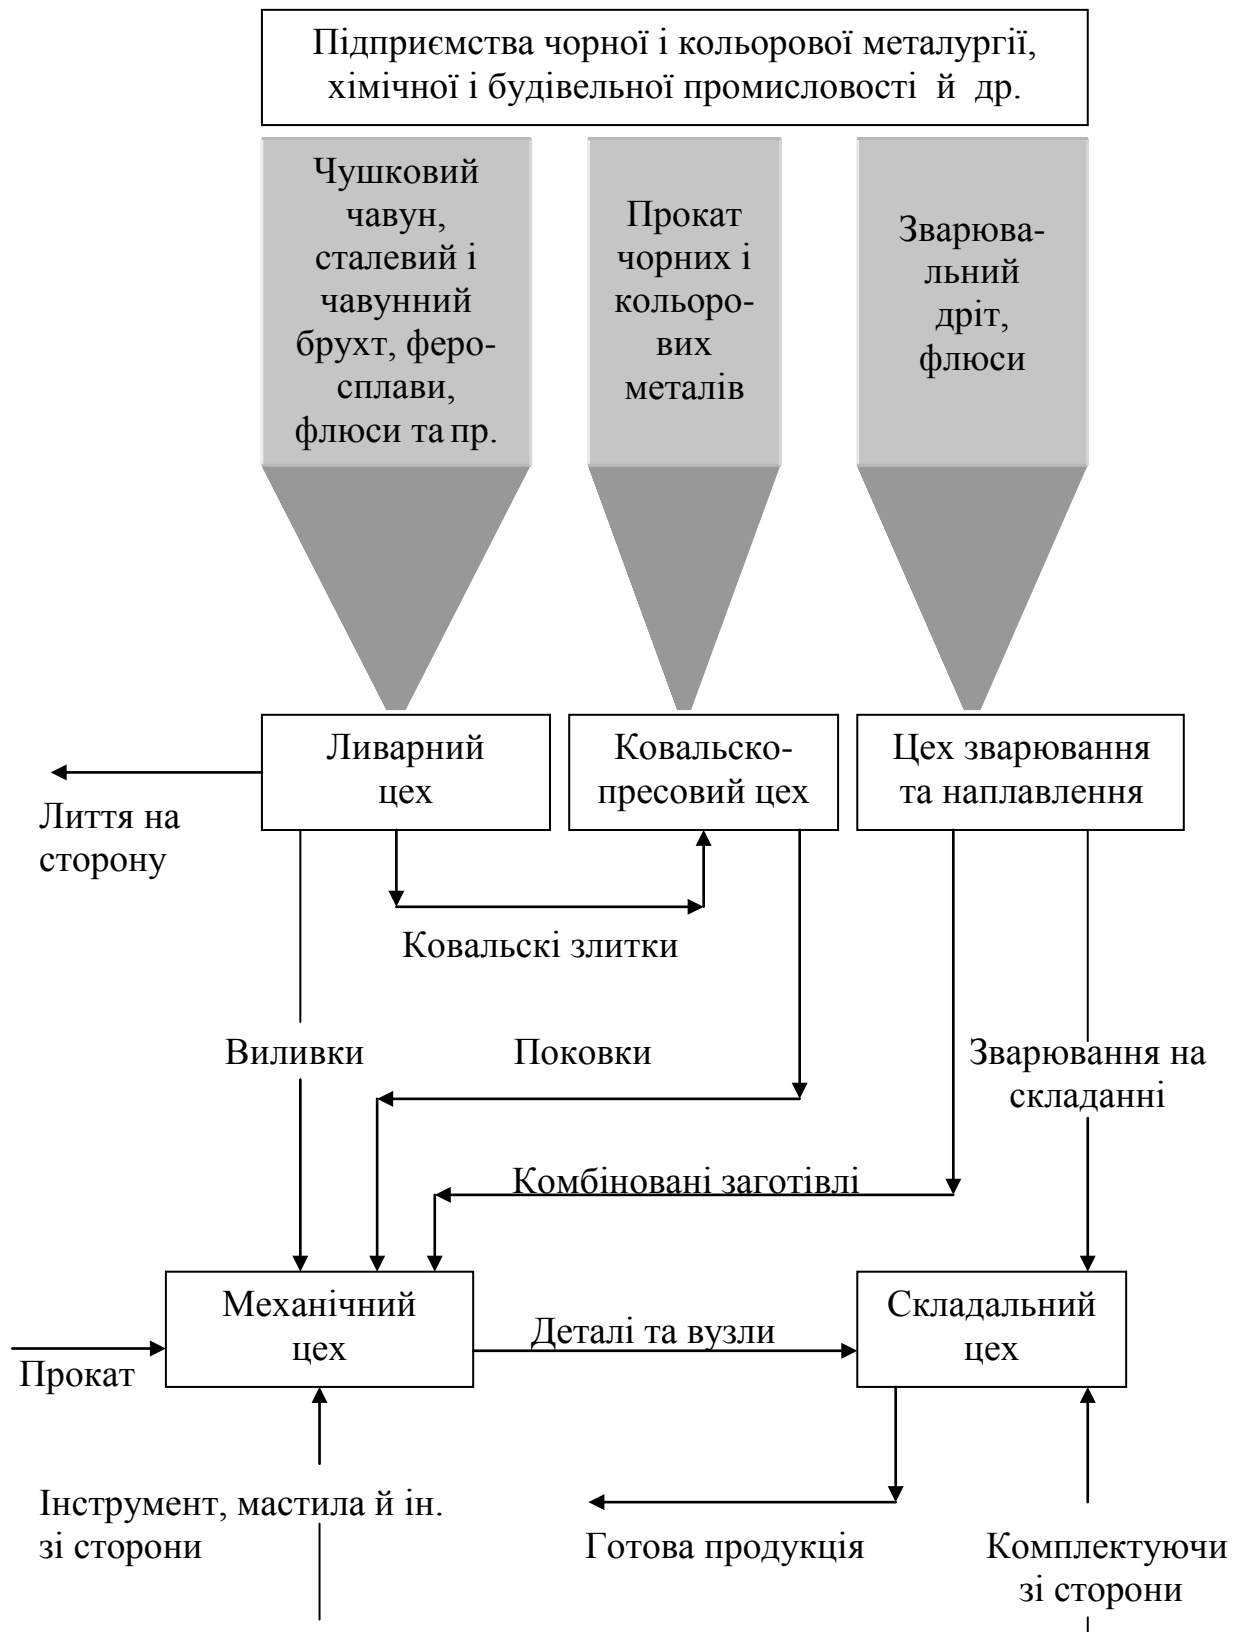 Підприємства чорної і кольорової металургії,
хімічної і будівельної промисловості й др.
Чушковий
чавун,
сталевий і
чавунний
брухт, феро-
сплави,
флюси та пр.
Прокат
чорних і
кольоро-
вих
металів
Зварюва-
льний
дріт,
флюси
Ливарний
цех
Ковальско-
пресовий цех
Цех зварювання
та наплавлення
Лиття на
сторону
Ковальскі злитки
Виливки
Поковки
Зварювання на
складанні
Комбіновані заготівлі
Механічний
цех
Деталі та вузли
Складальний
цех
Прокат
Інструмент, мастила й ін.
зі сторони
Готова продукція
Комплектуючи
зі сторони